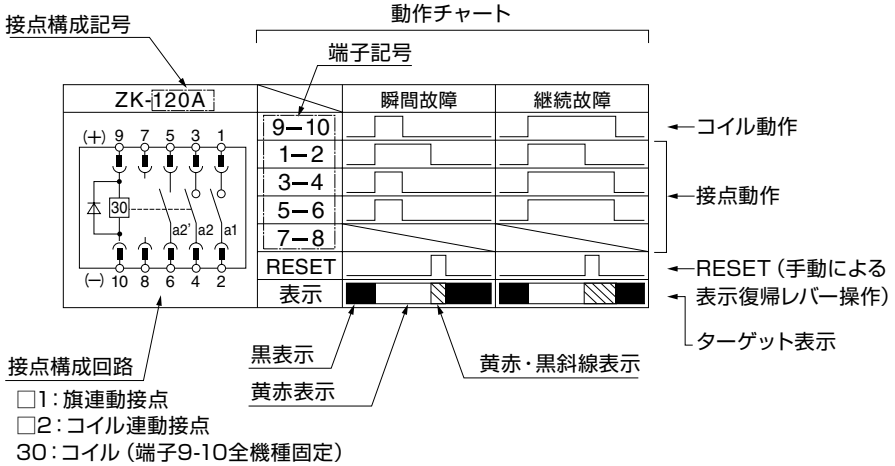 動作チャート
接点構成記号
端子記号
ZK-120A 瞬間故障 継続故障
9−10 ←コイル動作
(+) 9 7 5 3 1
1−2
3−4 接点動作
30
5−6
a2' a2 a1
7−8
(−) 10 8 6 4 2
RESET ←RESET（手動による
表示復帰レバー操作）
表示
ターゲット表示
黒表示
黄赤・黒斜線表示
接点構成回路
黄赤表示
□1：旗連動接点
□2：コイル連動接点
30：コイル（端子9-10全機種固定）